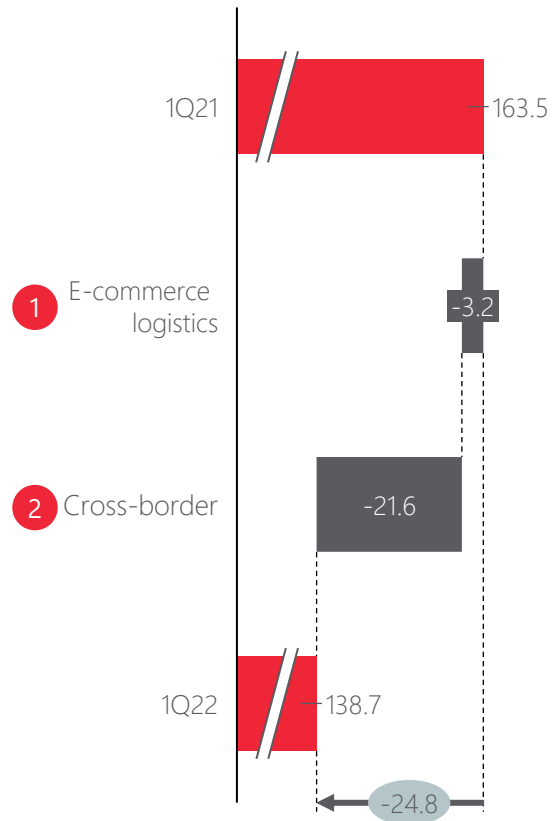 1Q21
163.5
1
E-commerce
logistics
-3.2
2
Cross-border
-21.6
1Q22
138.7
-24.8